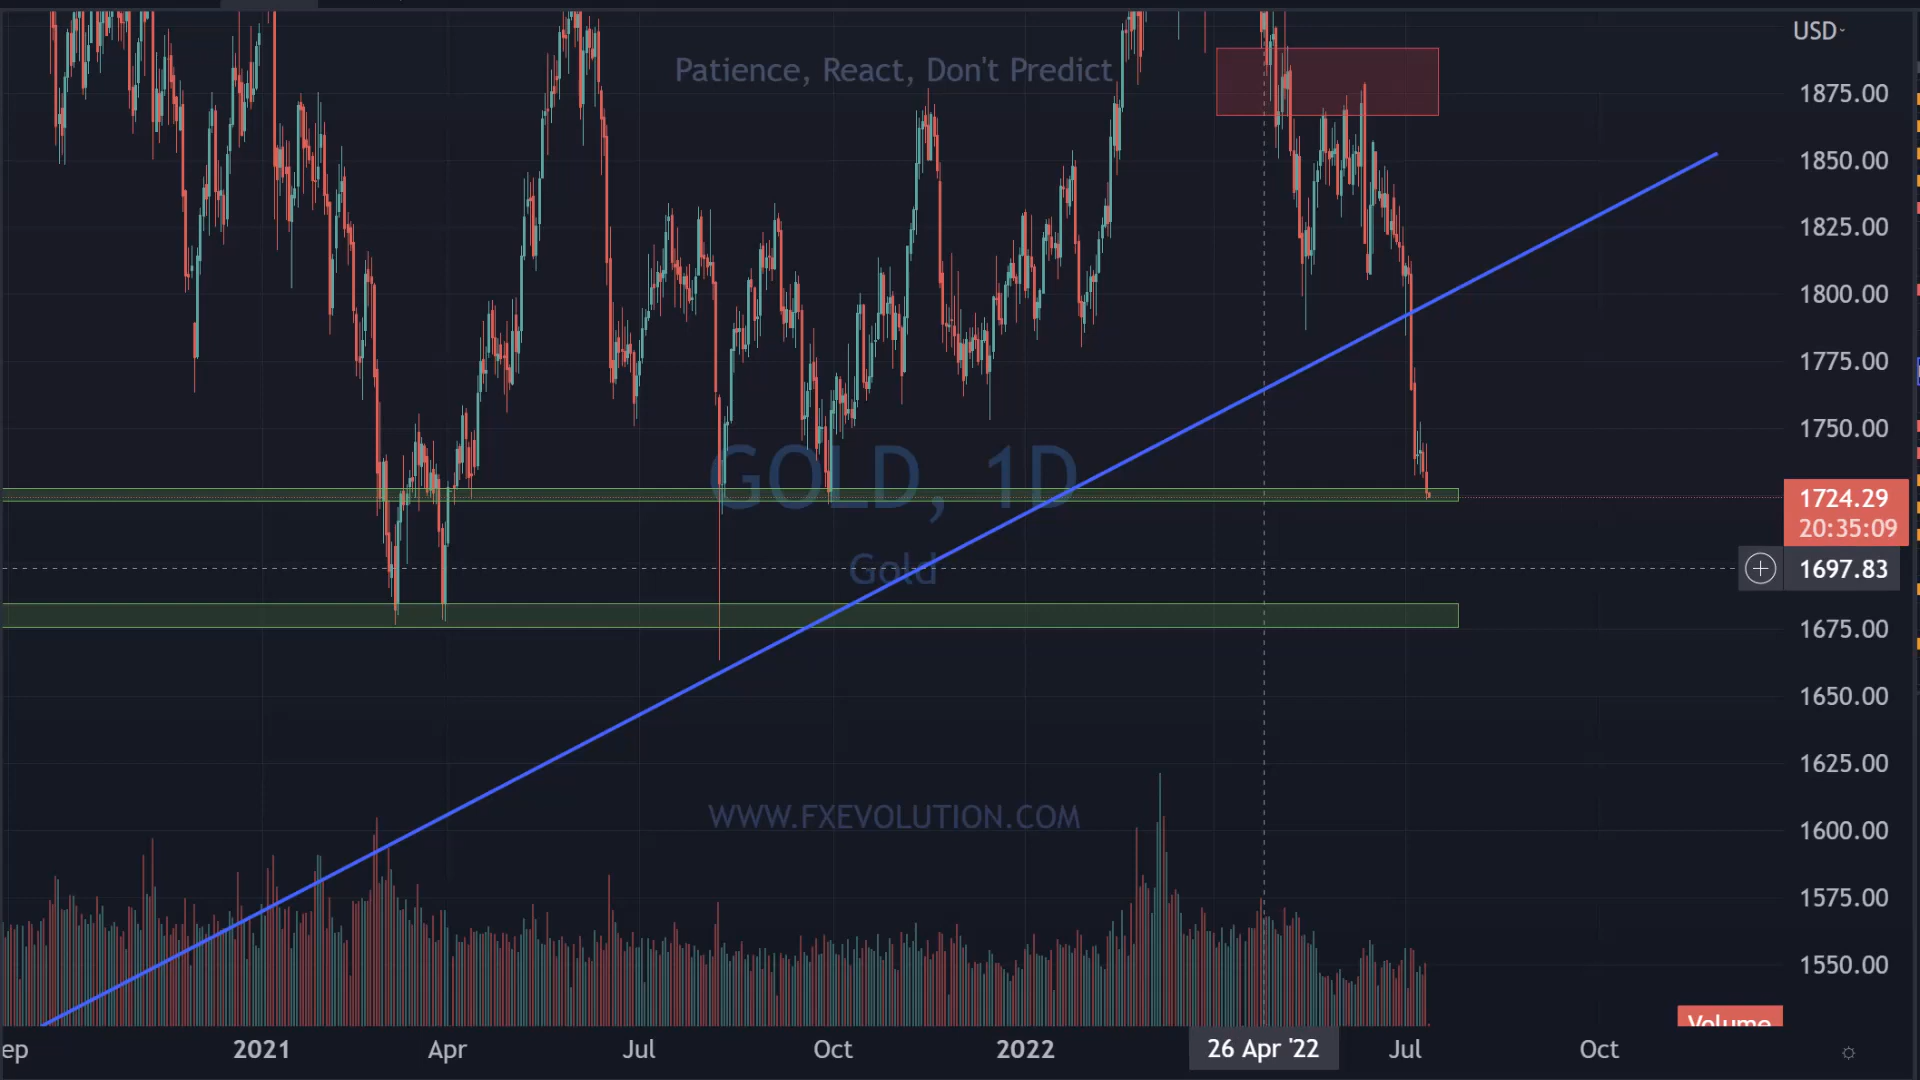 USD
Patience, React, Don't Predict
1875.00
1850.00
1825.00
1800.00
1775.00
1750.00
GOLD, 1D
1724.29
20:35:09
Gold
1697.83
1675.00
1650.00
1625.00
WWW.FXEVOLUTION.COM
1600.00
1575.00
1550.00
Volume
ep
2021
Apr
Jul
Oct
2022
26 Apr '22
Jul
Oct